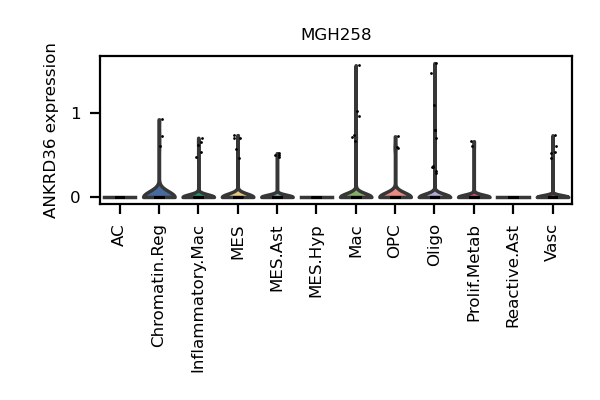 MGH258
ANKRD36 expression
1
0
AC
Chromatin.Reg
Inflammatory.Mac
MES
MES.Ast
MES.Hyp
Mac
OPC
Oligo
Prolif.Metab
Reactive.Ast
Vasc